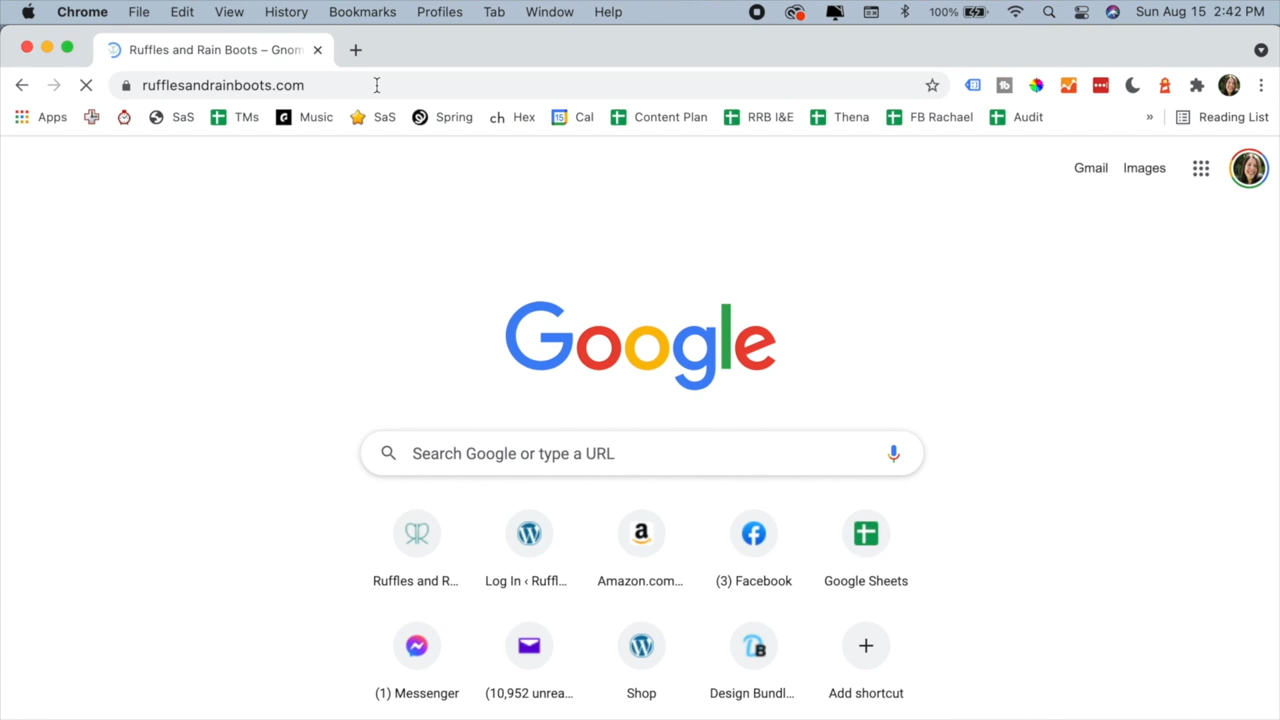 Chrome File Edit View History Bookmarks Profiles Tab Window Help 100% Sun Aug 15 2:42 PM
Ruffles and Rain Boots – Gnom
rufflesandrainboots.com
Apps SaS TMs Music SaS Spring ch Hex 15 Cal Content Plan RRB I&E Thena FB Rachael Audit » Reading List
Gmail Images
Google
Search Google or type a URL
Ruffles and R... Log In ‹ Ruffl... Amazon.com... (3) Facebook Google Sheets
(1) Messenger (10,952 unrea... Shop Design Bundl... Add shortcut